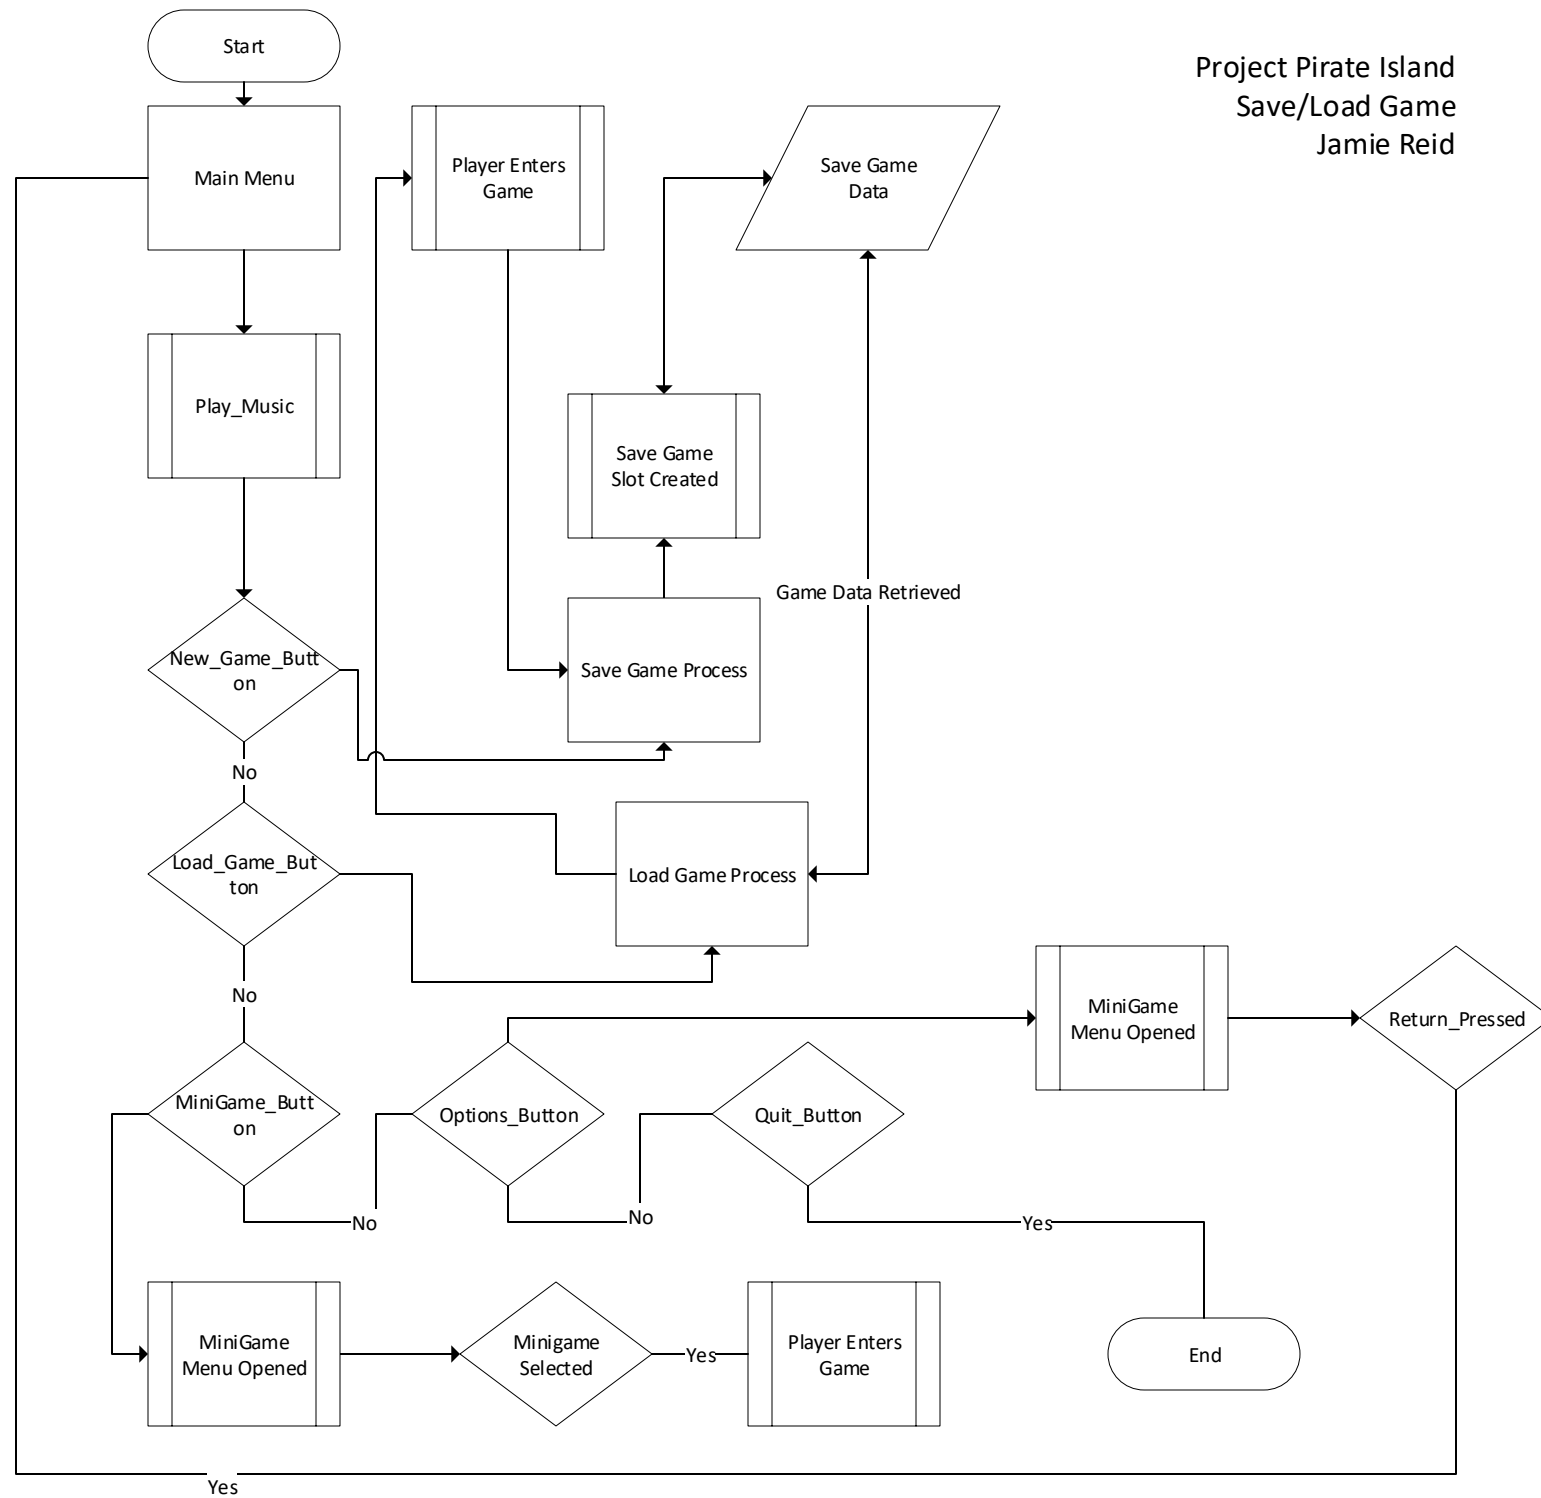 Start
Project Pirate Island
Save/Load Game
Jamie Reid
Main Menu
Player Enters
Game
Save Game
Data
Play_Music
Save Game
Slot Created
Game Data Retrieved
New_Game_Butt
on
Save Game Process
No
Load_Game_But
ton
Load Game Process
No
MiniGame
Menu Opened
Return_Pressed
MiniGame_Butt
on
Options_Button
Quit_Button
No
No
Yes
MiniGame
Menu Opened
Minigame
Selected
Yes
Player Enters
Game
End
Yes